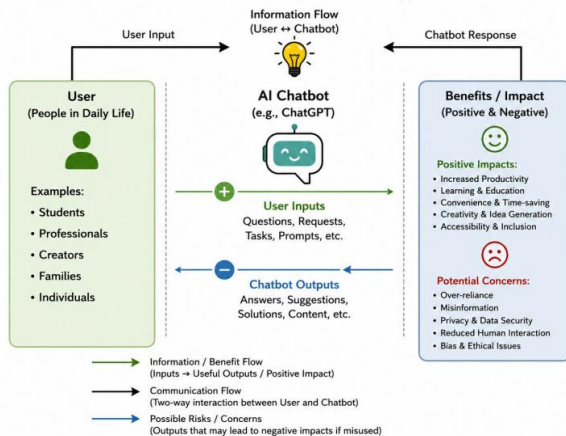 Information Flow
(User ↔ Chatbot)
User Input
Chatbot Response
User
(People in Daily Life)
Examples:
• Students
• Professionals
• Creators
• Families
• Individuals
AI Chatbot
(e.g., ChatGPT)
+
User Inputs
Questions, Requests,
Tasks, Prompts, etc.
−
Chatbot Outputs
Answers, Suggestions,
Solutions, Content, etc.
Benefits / Impact
(Positive & Negative)
Positive Impacts:
• Increased Productivity
• Learning & Education
• Convenience & Time-saving
• Creativity & Idea Generation
• Accessibility & Inclusion
Potential Concerns:
• Over-reliance
• Misinformation
• Privacy & Data Security
• Reduced Human Interaction
• Bias & Ethical Issues
Information / Benefit Flow
(Inputs → Useful Outputs / Positive Impact)
Communication Flow
(Two-way interaction between User and Chatbot)
Possible Risks / Concerns
(Outputs that may lead to negative impacts if misused)